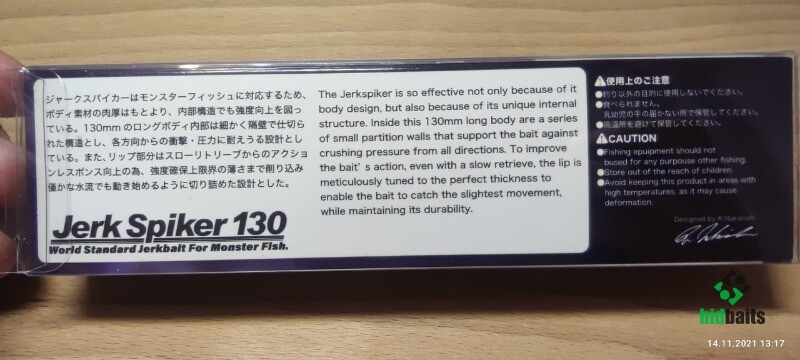 ジャークスパイカーはモンスターフィッシュに対応するため、
ボディ素材の肉厚はもとより、内部構造でも強度向上を図っ
ている。130mm のロングボディ内部は細かく隔壁で仕切ら
れた構造とし、各方向からの衝撃・圧力に耐えうる設計とし
ている。また、リップ部分はスローリトリーブからのアクショ
ンレスポンス向上の為、強度確保上限界の薄さまで削り込み
僅かな水流でも動き始めるように切り詰めた設計とした。
Jerk Spiker 130
World Standard Jerkbait For Monster Fish.
The Jerkspiker is so effective not only because of it
body design, but also because of its unique internal
structure. Inside this 130mm long body are a series
of small partition walls that support the bait against
crushing pressure from all directions. To improve
the bait's action, even with a slow retrieve, the lip is
meticulously tuned to the perfect thickness to
enable the bait to catch the slightest movement,
while maintaining its durability.
⚠使用上のご注意
●釣り以外の目的に使用しないでください。
●食べられません。
乳幼児の手の届かない所で保管してください。
●高温所を避けて保管してください。
⚠CAUTION
●Fishing epuipment should not
bused for any purpouse other fishing.
●Store out of the reach of children.
●Avoid keeping this product in areas with
high temperatures, as it may cause
deformation.
Designed by R.Nakanishi
bidbaits
14.11.2021 13:17